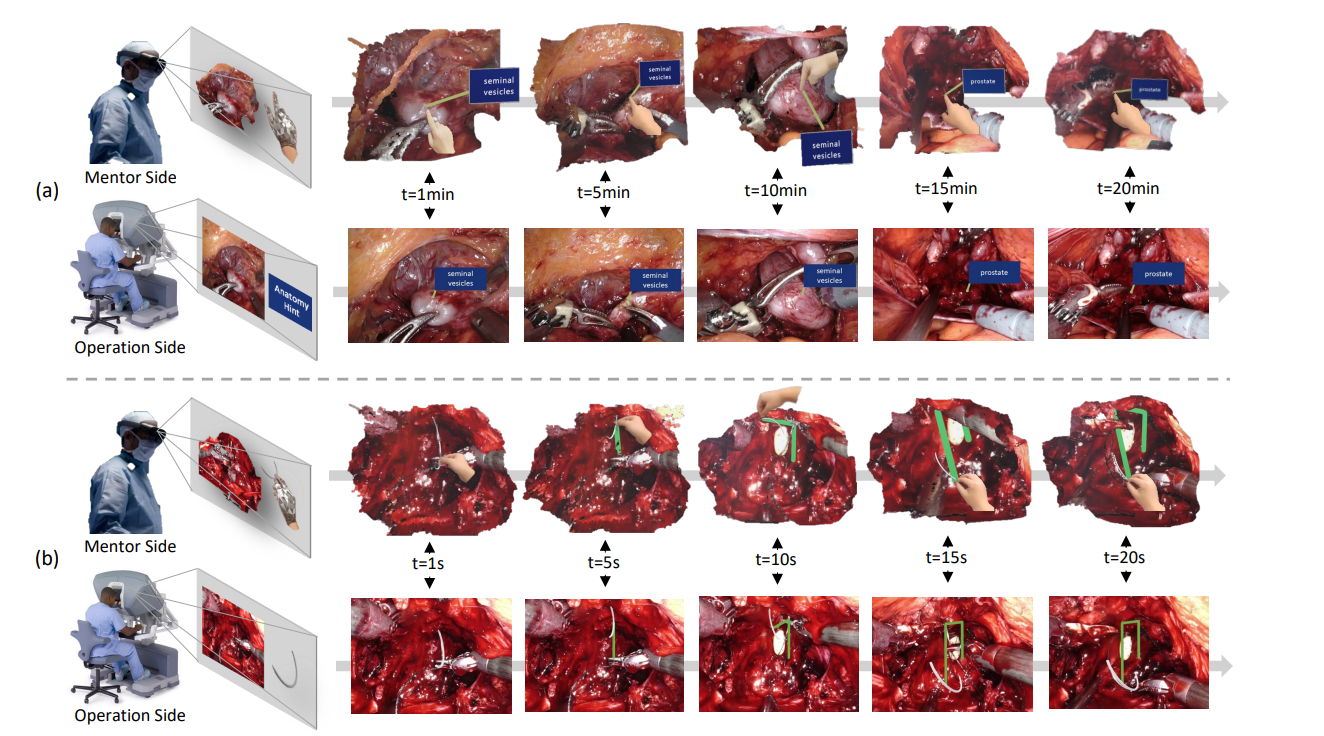 seminal
vesicles
seminal
vesicles
seminal
vesicles
prostate
prostate
Mentor Side
(a)
t=1min
t=5min
t=10min
t=15min
t=20min
Anatomy
Hint
seminal
vesicles
seminal
vesicles
seminal
vesicles
prostate
prostate
Operation Side
Mentor Side
(b)
t=1s
t=5s
t=10s
t=15s
t=20s
Operation Side